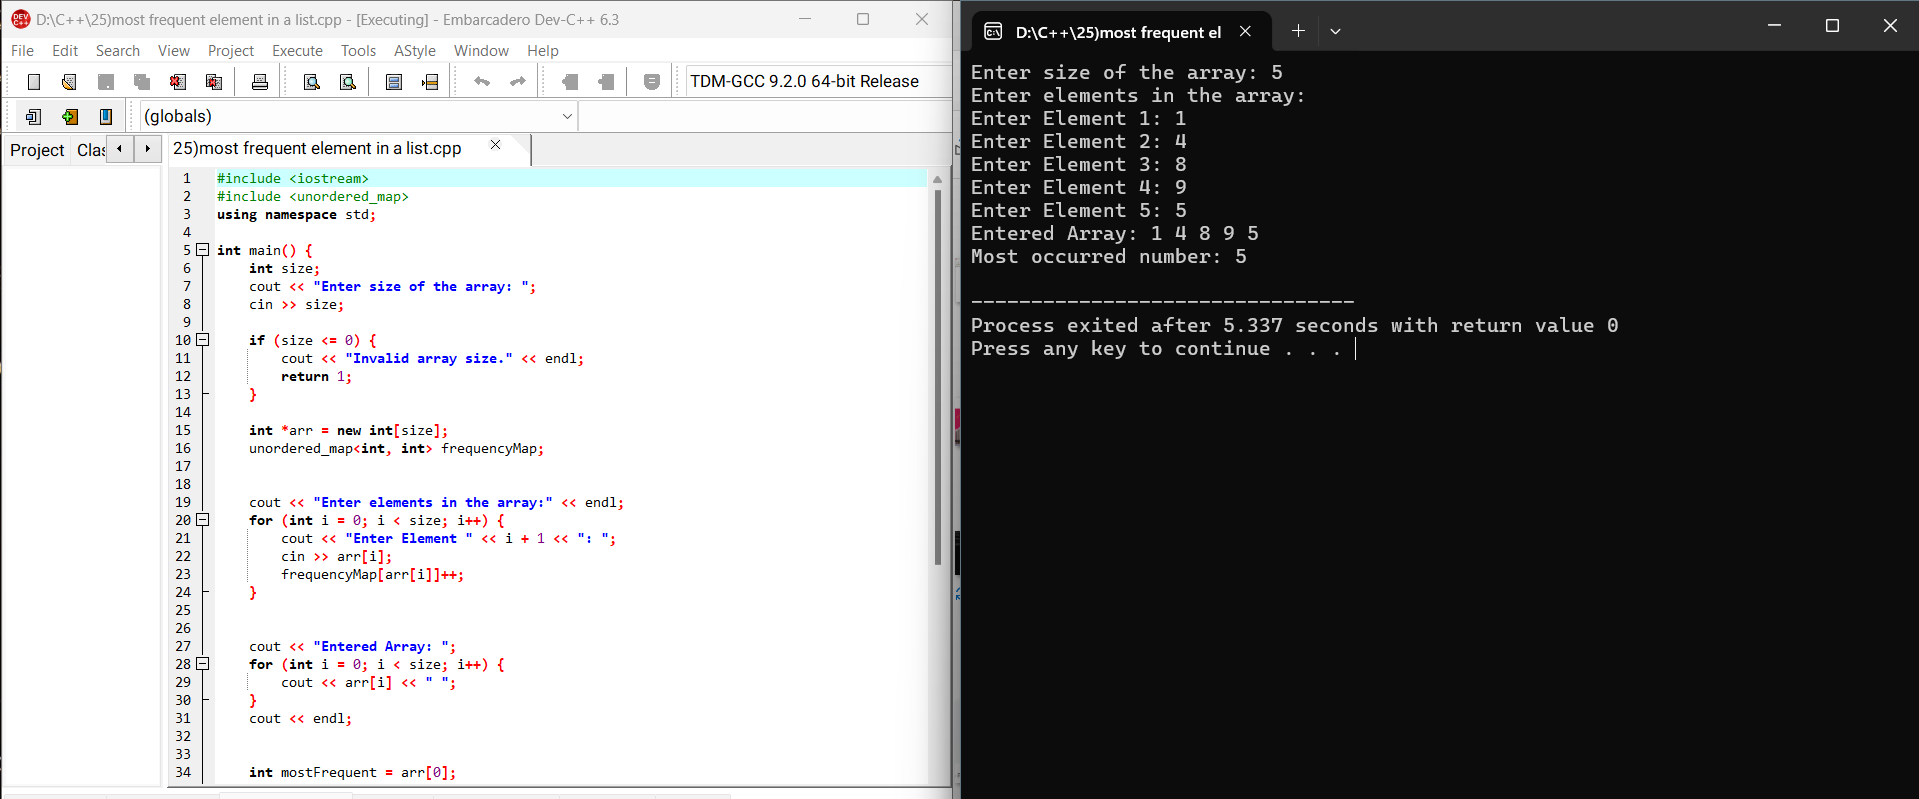 D:\C++\25)most frequent element in a list.cpp - [Executing] - Embarcadero Dev-C++ 6.3
File Edit Search View Project Execute Tools AStyle Window Help
TDM-GCC 9.2.0 64-bit Release
(globals)
Project Clas
25)most frequent element in a list.cpp
1 #include <iostream>
2 #include <unordered_map>
3 using namespace std;
4
5 int main() {
6 int size;
7 cout << "Enter size of the array: ";
8 cin >> size;
9
10 if (size <= 0) {
11 cout << "Invalid array size." << endl;
12 return 1;
13 }
14
15 int *arr = new int[size];
16 unordered_map<int, int> frequencyMap;
17
18
19 cout << "Enter elements in the array:" << endl;
20 for (int i = 0; i < size; i++) {
21 cout << "Enter Element " << i + 1 << ": ";
22 cin >> arr[i];
23 frequencyMap[arr[i]]++;
24 }
25
26
27 cout << "Entered Array: ";
28 for (int i = 0; i < size; i++) {
29 cout << arr[i] << " ";
30 }
31 cout << endl;
32
33
34 int mostFrequent = arr[0];
D:\C++\25)most frequent el
Enter size of the array: 5
Enter elements in the array:
Enter Element 1: 1
Enter Element 2: 4
Enter Element 3: 8
Enter Element 4: 9
Enter Element 5: 5
Entered Array: 1 4 8 9 5
Most occurred number: 5
--------------------------------
Process exited after 5.337 seconds with return value 0
Press any key to continue . . .